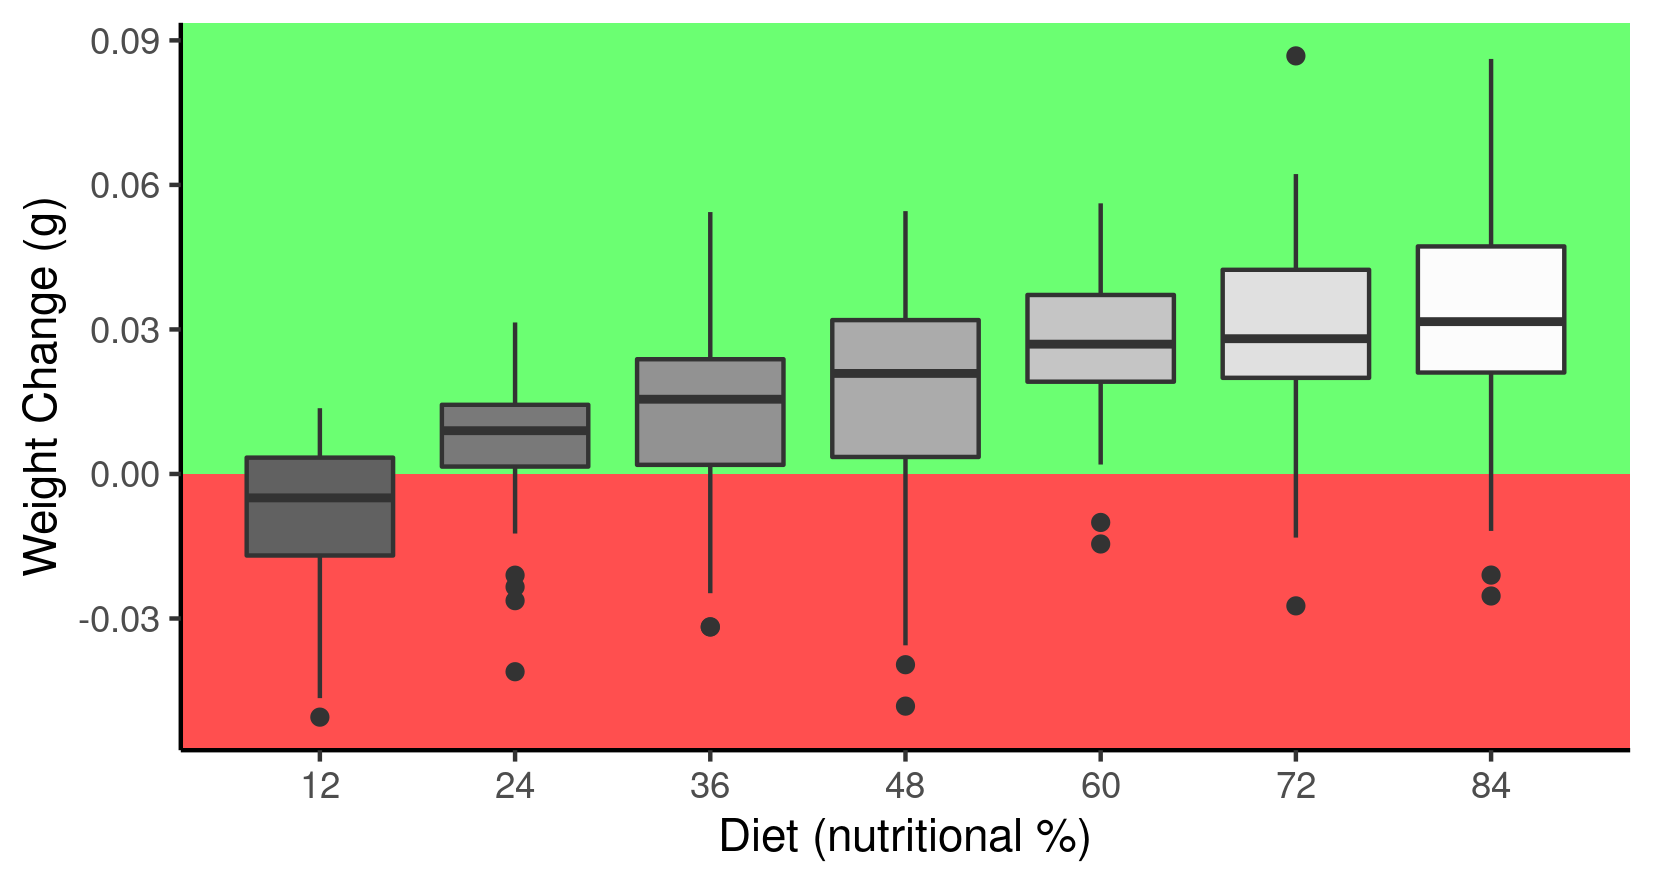 Weight Change (g)
0.09
0.06
0.03
0.00
-0.03
12 24 36 48 60 72 84
Diet (nutritional %)